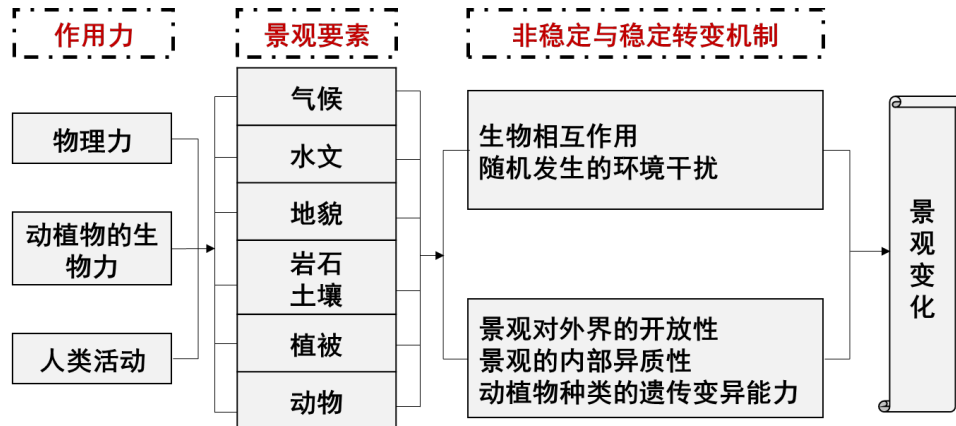 作用力
景观要素
非稳定与稳定转变机制
物理力
动植物的生
物力
人类活动
气候
水文
地貌
岩石
土壤
植被
动物
生物相互作用
随机发生的环境干扰
景观对外界的开放性
景观的内部异质性
动植物种类的遗传变异能力
景观变化